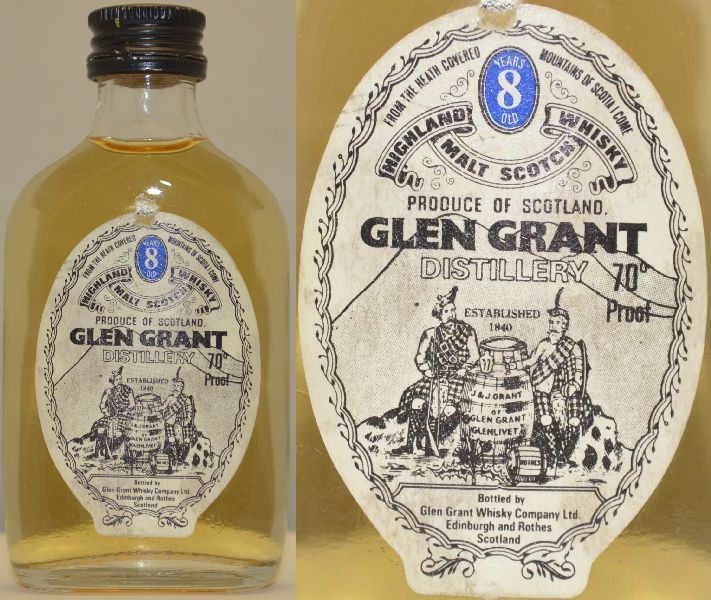 FROM THE HEATH COVERED MOUNTAINS OF SCOTIA I COME
YEARS
8
OLD
HIGHLAND
MALT SCOTCH
WHISKY
PRODUCE OF SCOTLAND.
GLEN GRANT
DISTILLERY
70°
Proof
ESTABLISHED
1840
J & J. GRANT
OF
GLEN GRANT
GLENLIVET
Bottled by
Glen Grant Whisky Company Ltd.
Edinburgh and Rothes
Scotland
FROM THE HEATH COVERED MOUNTAINS OF SCOTIA I COME
YEARS
8
OLD
HIGHLAND
MALT SCOTCH
WHISKY
PRODUCE OF SCOTLAND.
GLEN GRANT
DISTILLERY
70°
Proof
ESTABLISHED
1840
J & J. GRANT
OF
GLEN GRANT
GLENLIVET
ROTHES
Bottled by
Glen Grant Whisky Company Ltd.
Edinburgh and Rothes
Scotland